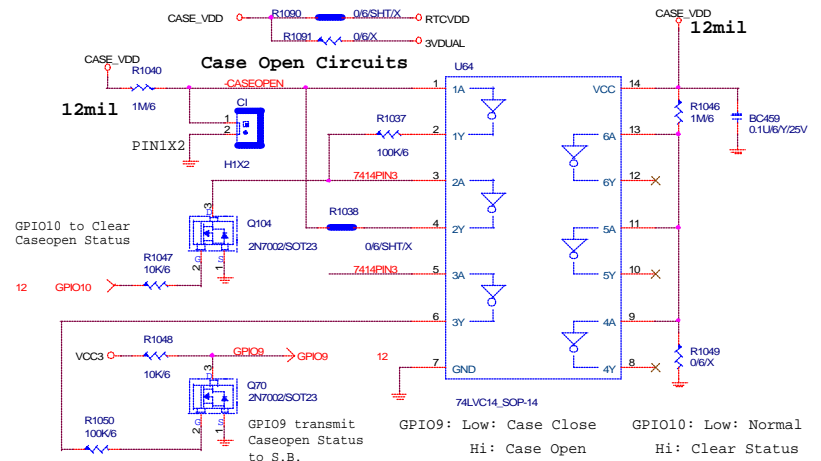 CASE_VDD
R1090
0/6/SHT/X
RTCVDD
R1091
0/6/X
3VDUAL
CASE_VDD
12mil
Case Open Circuits
CASE_VDD
R1040
1M/6
12mil
-CASEOPEN
CI
1
2
PIN1X2
H1X2
R1037
100K/6
7414PIN3
R1038
0/6/SHT/X
7414PIN3
U64
1
1A
2
1Y
3
2A
4
2Y
5
3A
6
3Y
7
GND
VCC
14
6A
13
6Y
12
5A
11
5Y
10
4A
9
4Y
8
74LVC14_SOP-14
R1046
1M/6
BC459
0.1U/6/Y/25V
R1049
0/6/X
GPIO10 to Clear
Caseopen Status
3
D
Q104
2N7002/SOT23
G
S
2
1
R1047
10K/6
12
GPIO10
VCC3
R1048
10K/6
GPIO9
GPIO9
12
3
D
Q70
2N7002/SOT23
G
S
2
1
R1050
100K/6
GPIO9 transmit
Caseopen Status
to S.B.
GPIO9: Low: Case Close
Hi: Case Open
GPIO10: Low: Normal
Hi: Clear Status